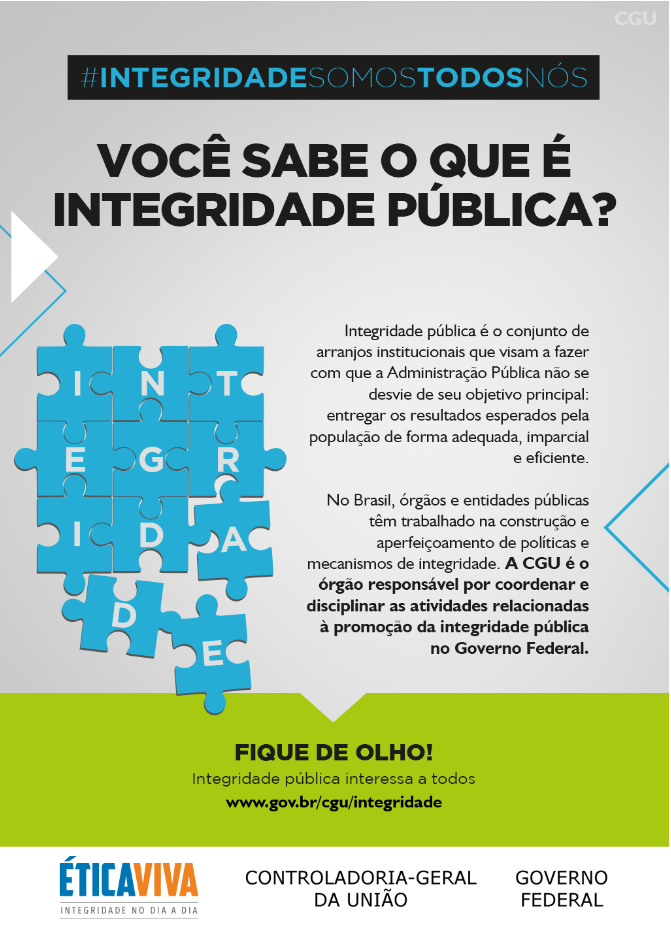 CGU
#INTEGRIDADESOMOSTODOSNÓS
VOCÊ SABE O QUE É
INTEGRIDADE PÚBLICA?
I N T
E G R
I D A
D E
Integridade pública é o conjunto de
arranjos institucionais que visam a fazer
com que a Administração Pública não se
desvie de seu objetivo principal:
entregar os resultados esperados pela
população de forma adequada, imparcial
e eficiente.
No Brasil, órgãos e entidades públicas
têm trabalhado na construção e
aperfeiçoamento de políticas e
mecanismos de integridade. A CGU é o
órgão responsável por coordenar e
disciplinar as atividades relacionadas
à promoção da integridade pública
no Governo Federal.
FIQUE DE OLHO!
Integridade pública interessa a todos
www.gov.br/cgu/integridade
ÉTICAVIVA
INTEGRIDADE NO DIA A DIA
CONTROLADORIA-GERAL
DA UNIÃO
GOVERNO
FEDERAL